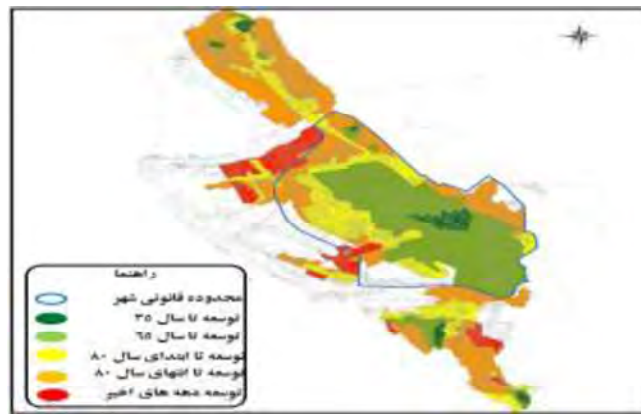 راهنما
محدوده قانونی شهر
توسعه تا سال ۳۵
توسعه تا سال ۶۵
توسعه تا ابتدای سال ۸۰
توسعه تا انتهای سال ۸۰
توسعه دهه های اخیر